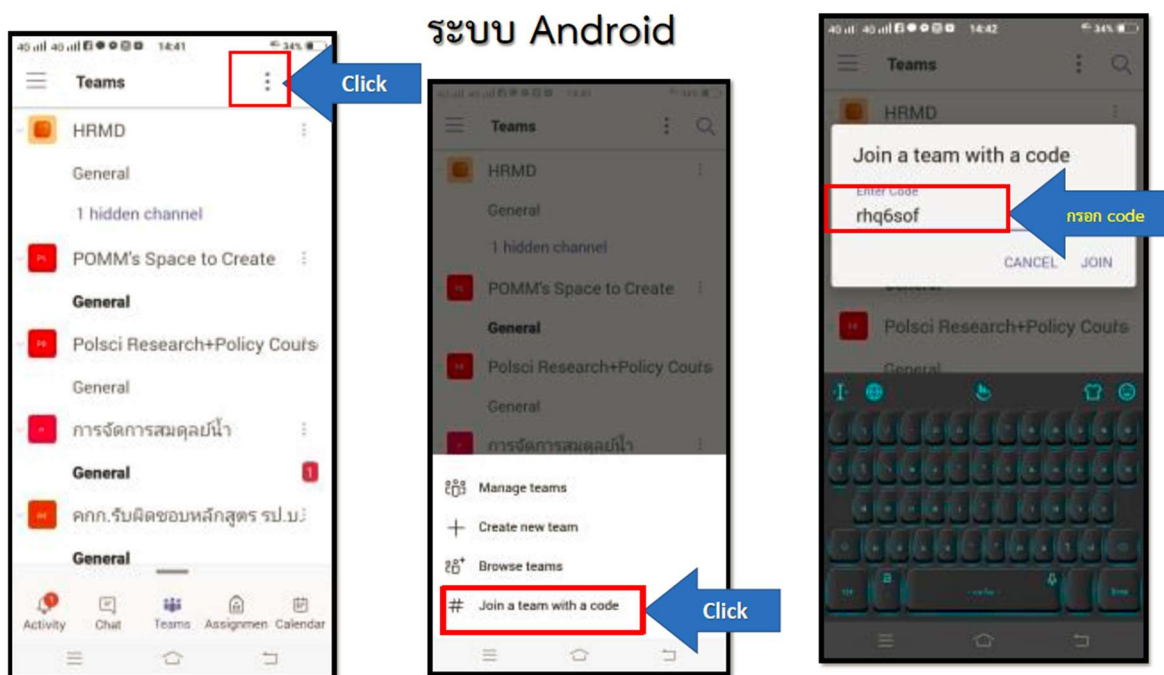 ระบบ Android
14:41
34%
Teams
Click
HRMD
General
1 hidden channel
POMM's Space to Create
General
Polsci Research+Policy Cours
General
การจัดการสมดุลย์น้ำ
General
1
คกก.รับผิดชอบหลักสูตร รป.บ.
General
Activity
Chat
Teams
Assignmen
Calendar
Teams
HRMD
General
1 hidden channel
POMM's Space to Create
General
Polsci Research+Policy Cours
General
การจัดการสมดุลย์น้ำ
Manage teams
Create new team
Browse teams
# Join a team with a code
Click
14:42
34%
Teams
HRMD
Join a team with a code
Enter Code
rhq6sof
กรอก code
CANCEL
JOIN
Polsci Research+Policy Cours
General